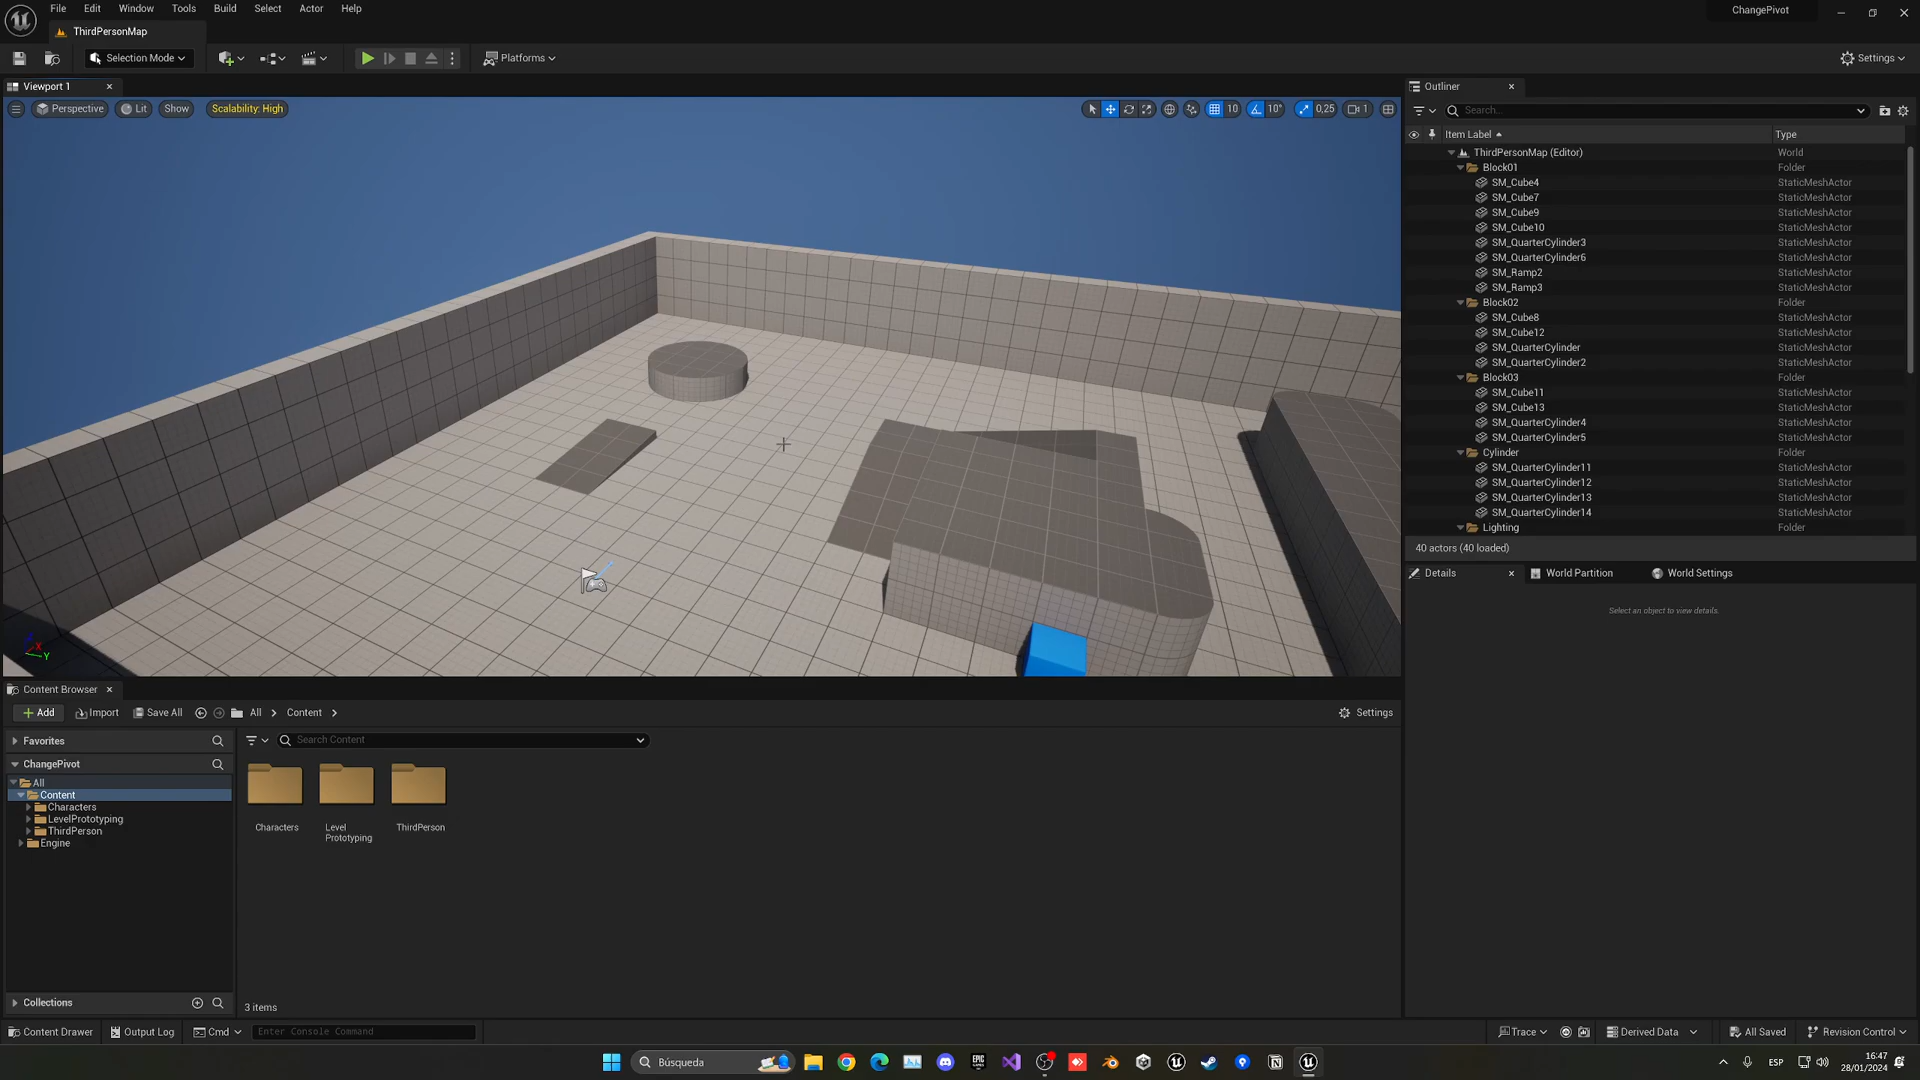 File Edit Window Tools Build Select Actor Help
ChangePivot
ThirdPersonMap
Selection Mode
Platforms
Settings
Viewport 1
Perspective Lit Show Scalability: High
10 10° 0,25 1
Outliner
Search...
Item Label Type
ThirdPersonMap (Editor) World
Block01 Folder
SM_Cube4 StaticMeshActor
SM_Cube7 StaticMeshActor
SM_Cube9 StaticMeshActor
SM_Cube10 StaticMeshActor
SM_QuarterCylinder3 StaticMeshActor
SM_QuarterCylinder6 StaticMeshActor
SM_Ramp2 StaticMeshActor
SM_Ramp3 StaticMeshActor
Block02 Folder
SM_Cube8 StaticMeshActor
SM_Cube12 StaticMeshActor
SM_QuarterCylinder StaticMeshActor
SM_QuarterCylinder2 StaticMeshActor
Block03 Folder
SM_Cube11 StaticMeshActor
SM_Cube13 StaticMeshActor
SM_QuarterCylinder4 StaticMeshActor
SM_QuarterCylinder5 StaticMeshActor
Cylinder Folder
SM_QuarterCylinder11 StaticMeshActor
SM_QuarterCylinder12 StaticMeshActor
SM_QuarterCylinder13 StaticMeshActor
SM_QuarterCylinder14 StaticMeshActor
Lighting Folder
40 actors (40 loaded)
Details World Partition World Settings
Select an object to view details.
X
Y
Content Browser
Add Import Save All All Content Settings
Favorites
Search Content
ChangePivot
All
Content
Characters
LevelPrototyping
ThirdPerson
Engine
Characters
Level
Prototyping
ThirdPerson
Collections
3 items
Content Drawer Output Log Cmd Enter Console Command
Trace Derived Data All Saved Revision Control
Búsqueda
EPIC
GAMES
ESP
16:47
28/01/2024